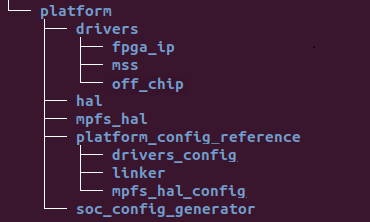 platform
drivers
fpga_ip
mss
off_chip
hal
mpfs_hal
platform_config_reference
drivers_config
linker
mpfs_hal_config
soc_config_generator